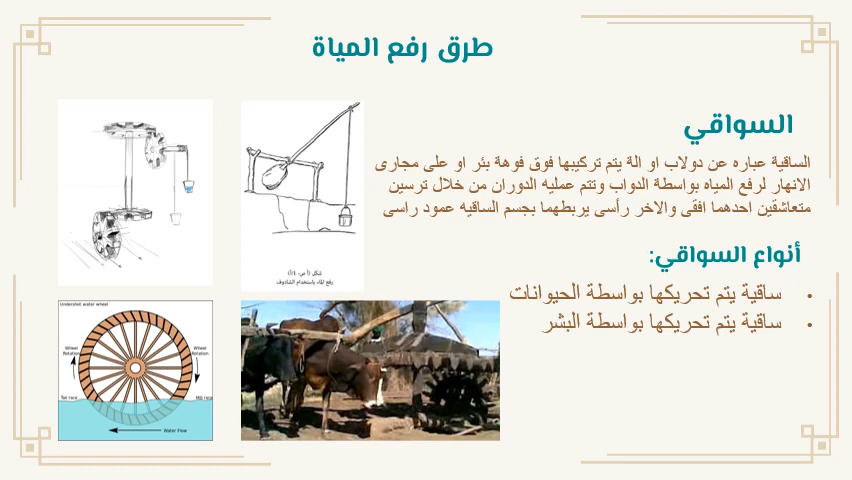 طرق رفع المياة
السواقي
الساقية عباره عن دولاب او الة يتم تركيبها فوق فوهة بئر او على مجارى
الانهار لرفع المياه بواسطة الدواب وتتم عمليه الدوران من خلال ترسين
متعاشقين احدهما افقى والاخر رأسى يربطهما بجسم الساقيه عمود راسى
أنواع السواقي:
• ساقية يتم تحريكها بواسطة الحيوانات
• ساقية يتم تحريكها بواسطة البشر
رفع الماء باستخدام الشادوف
Undershot water wheel
Wheel
Rotation
Wheel
Rotation
Tail race
Mill race
Water Flow